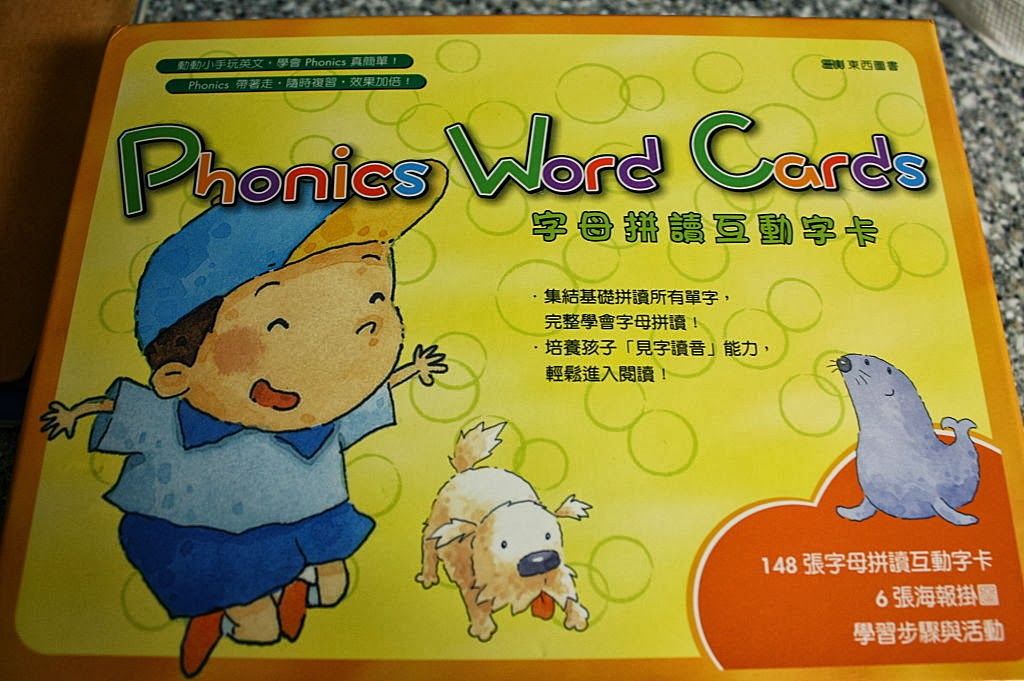 動動小手玩英文，學會 Phonics 真簡單！
Phonics 帶著走，隨時複習，效果加倍！
東西圖書
Phonics Word Cards
字母拼讀互動字卡
·集結基礎拼讀所有單字，
完整學會字母拼讀！
·培養孩子「見字讀音」能力，
輕鬆進入閱讀！
148 張字母拼讀互動字卡
6 張海報掛圖
學習步驟與活動